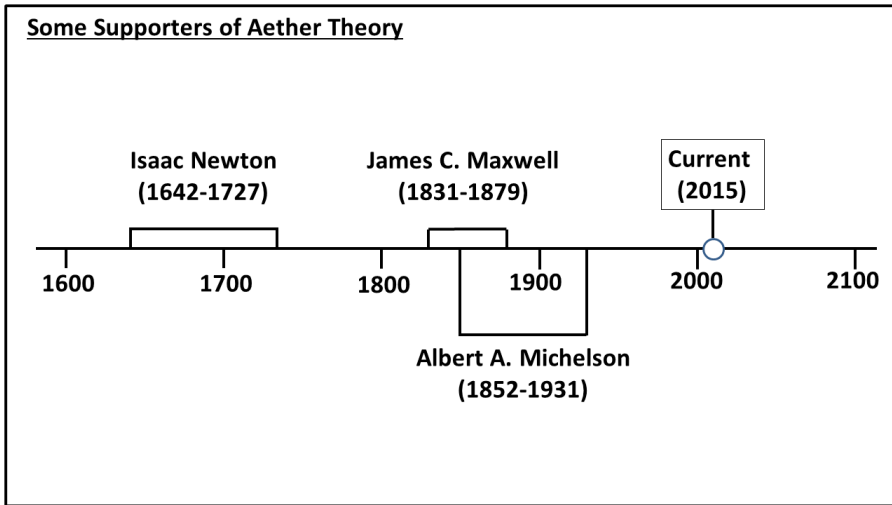 Some Supporters of Aether Theory
Isaac Newton
(1642-1727)
James C. Maxwell
(1831-1879)
Current
(2015)
1600
1700
1800
1900
2000
2100
Albert A. Michelson
(1852-1931)